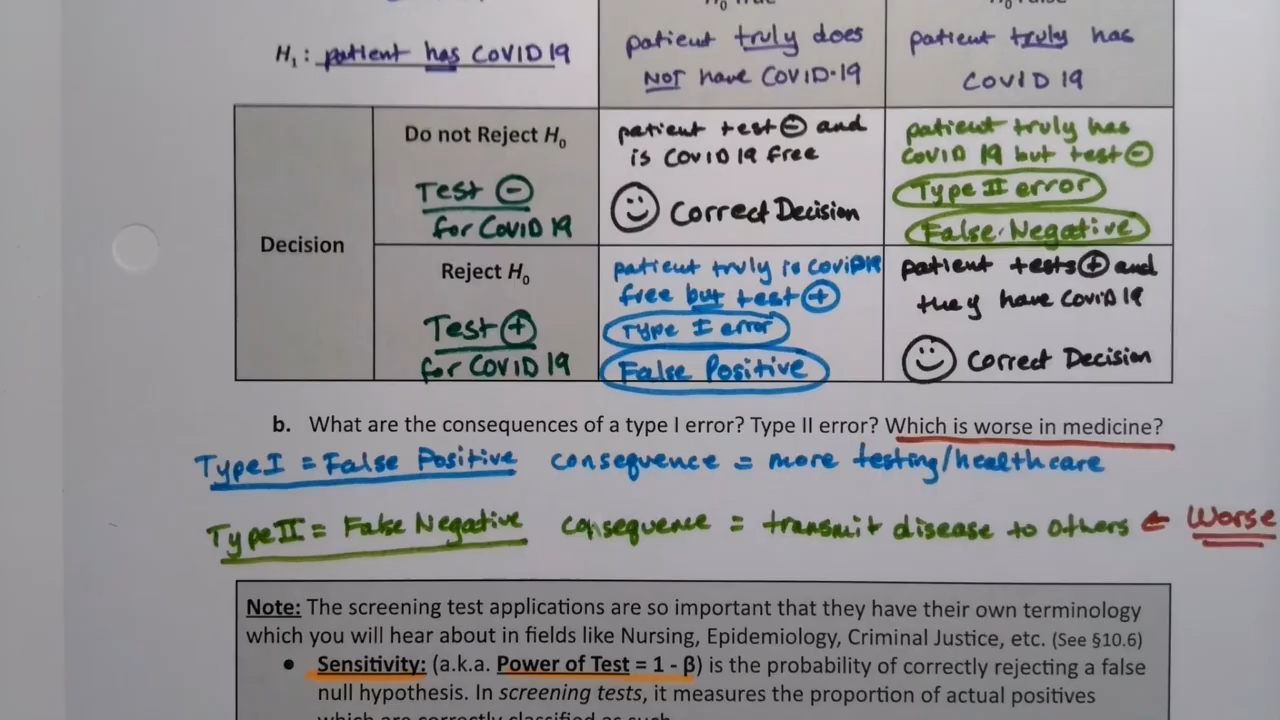 H₁: patient has COVID 19
patient truly does
NOT have COVID-19
patient truly has
COVID 19
Decision
Do not Reject H₀
Test ⊖
for COVID 19
patient test ⊖ and
is COVID 19 free
Correct Decision
patient truly has
COVID 19 but test ⊖
Type II error
False Negative
Reject H₀
Test ⊕
for COVID 19
patient truly is COVID19
free but test ⊕
Type I error
False Positive
patient tests ⊕ and
they have COVID 19
Correct Decision
b. What are the consequences of a type I error? Type II error? Which is worse in medicine?
Type I = False Positive consequence = more testing/healthcare
Type II = False Negative consequence = transmit disease to others ← Worse
Note: The screening test applications are so important that they have their own terminology
which you will hear about in fields like Nursing, Epidemiology, Criminal Justice, etc. (See §10.6)
• Sensitivity: (a.k.a. Power of Test = 1 - β) is the probability of correctly rejecting a false
null hypothesis. In screening tests, it measures the proportion of actual positives
which are correctly classified as such